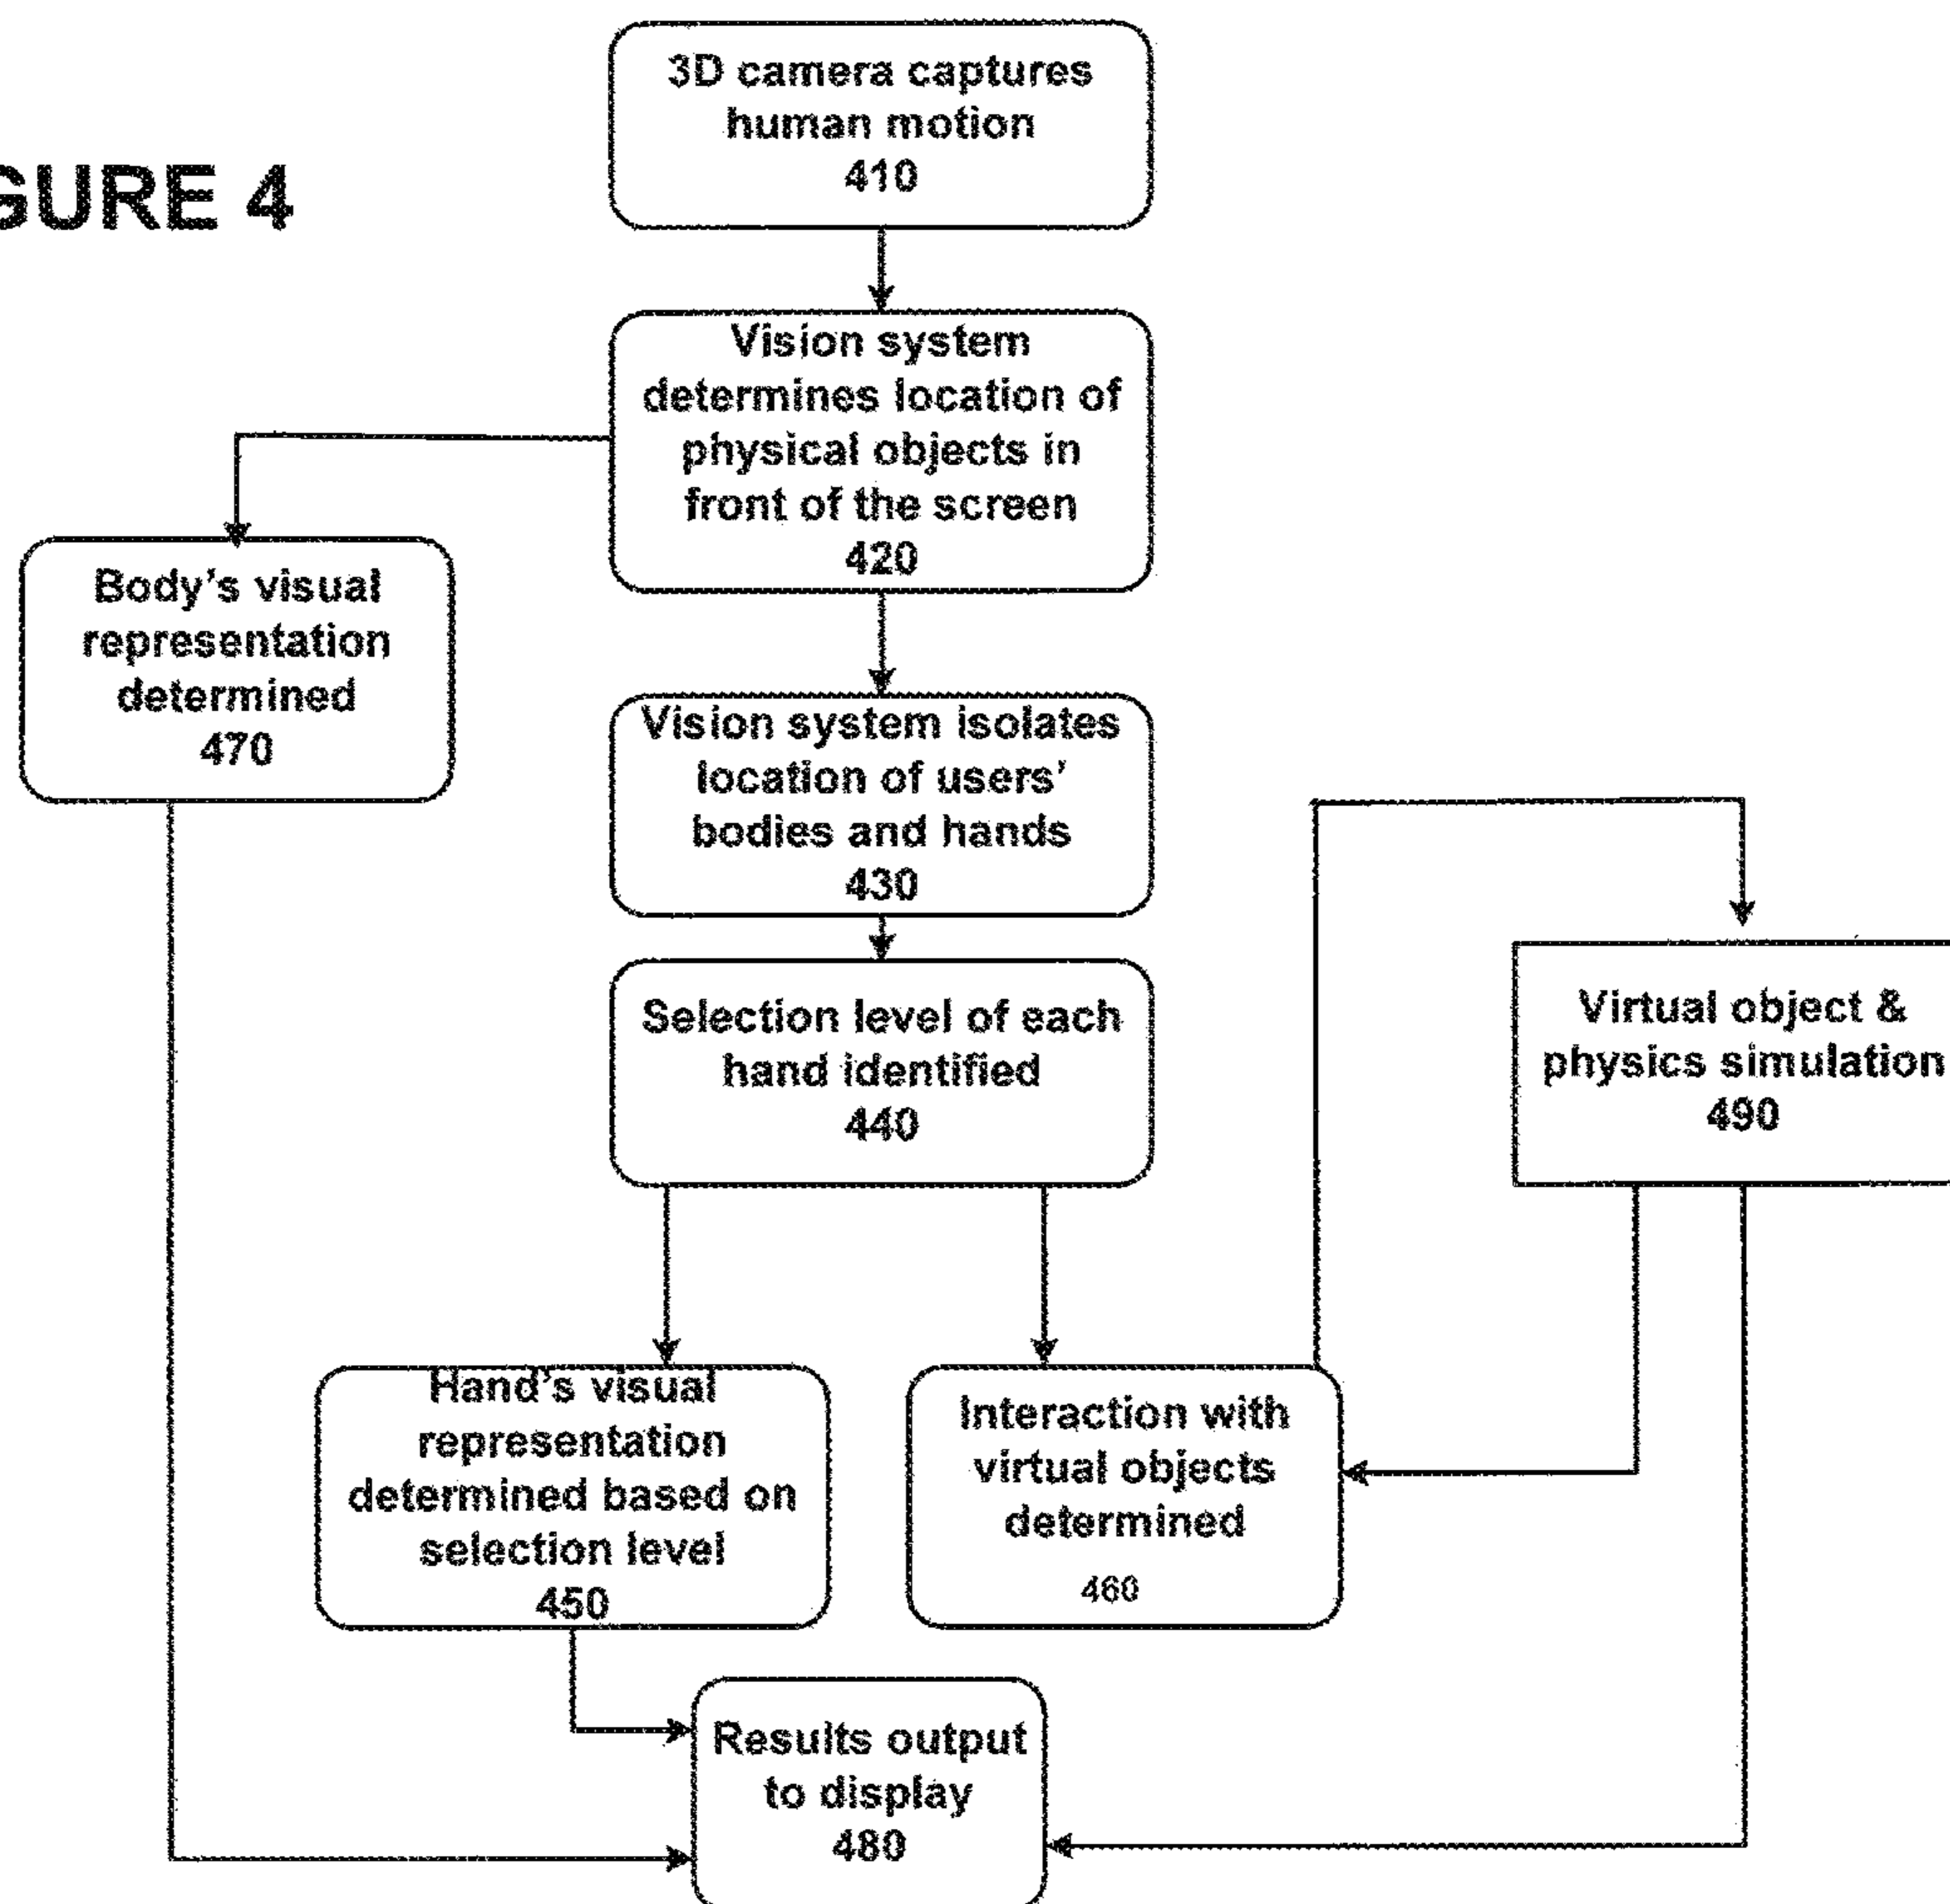 3D camera captures
human motion
410
GURE 4
Vision system
determines location of
physical objects in
front of the screen
420
Body's visual
representation
determined
470
Vision system isolates
location of users'
bodies and hands
430
Selection level of each
hand identified
440
Virtual object &
physics simulation
490
Hand's visual
representation
determined based on
selection level
450
Interaction with
virtual objects
determined
460
Results output
to display
480